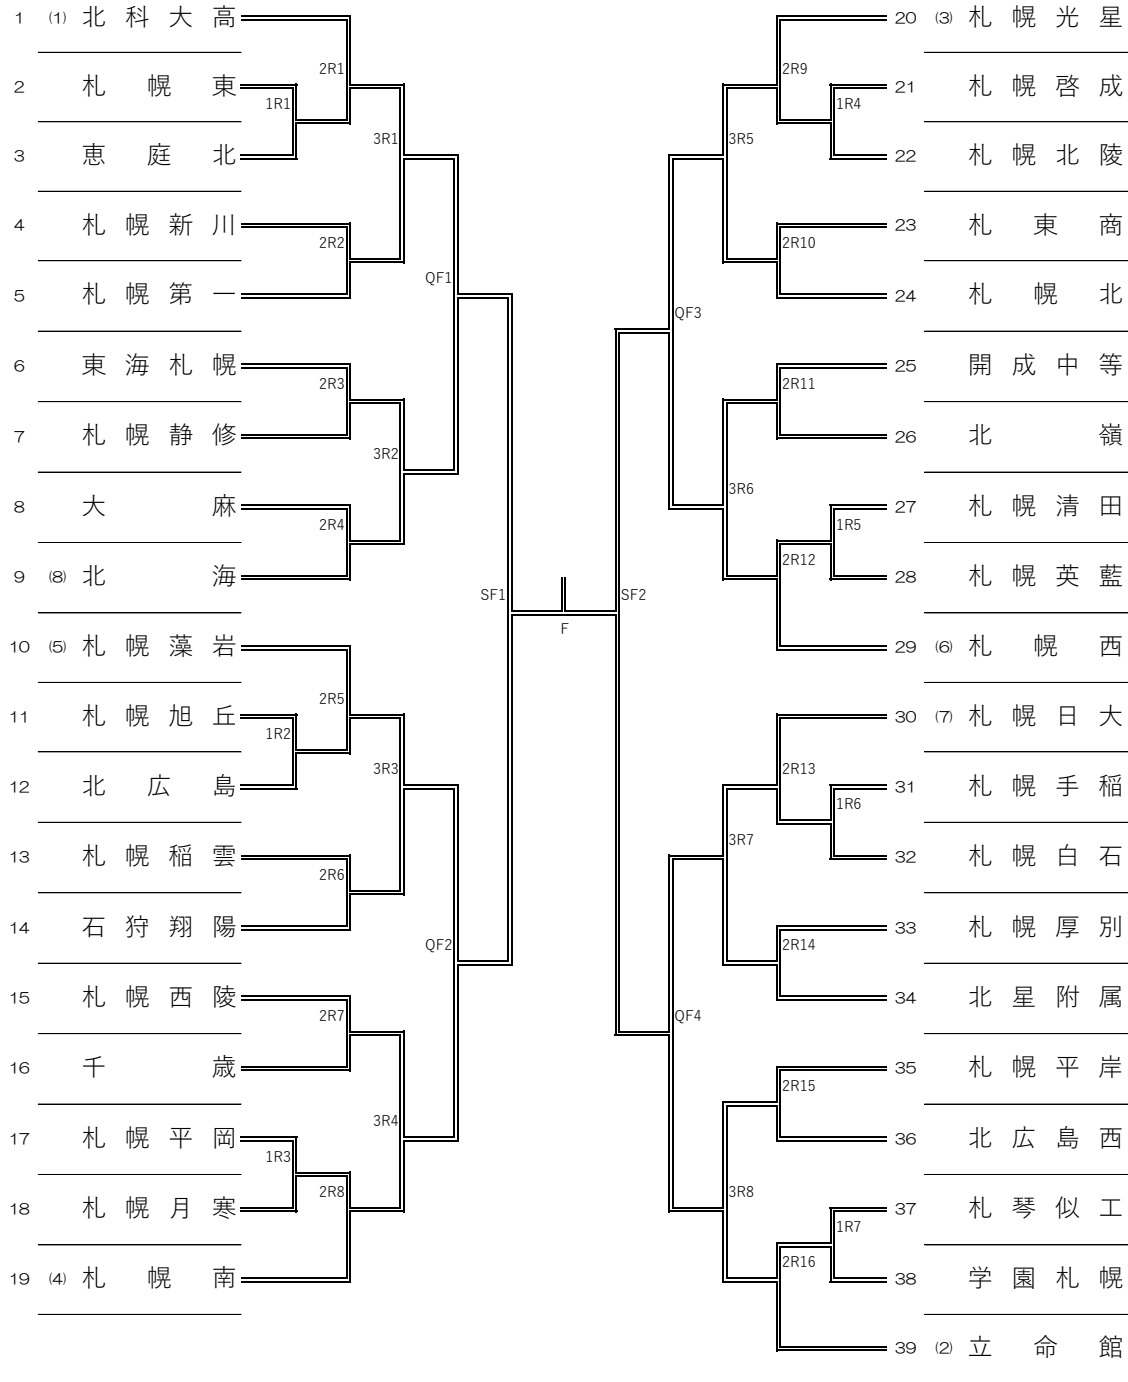 1 (1) 北科大高
2R1
2 札幌東
1R1
3R1
3 恵庭北
4 札幌新川
2R2
5 札幌第一
QF1
6 東海札幌
2R3
7 札幌静修
3R2
8 大麻
2R4
9 (8) 北海
SF1
10 (5) 札幌藻岩
2R5
11 札幌旭丘
1R2
3R3
12 北広島
13 札幌稲雲
2R6
14 石狩翔陽
QF2
15 札幌西陵
2R7
16 千歳
3R4
17 札幌平岡
1R3
18 札幌月寒
2R8
19 (4) 札幌南
F
20 (3) 札幌光星
2R9
21 札幌啓成
1R4
3R5
22 札幌北陵
23 札東商
2R10
24 札幌北
QF3
25 開成中等
2R11
26 北嶺
3R6
27 札幌清田
1R5
2R12
28 札幌英藍
SF2
29 (6) 札幌西
30 (7) 札幌日大
2R13
31 札幌手稲
1R6
3R7
32 札幌白石
33 札幌厚別
2R14
34 北星附属
QF4
35 札幌平岸
2R15
36 北広島西
3R8
37 札琴似工
1R7
2R16
38 学園札幌
39 (2) 立命館